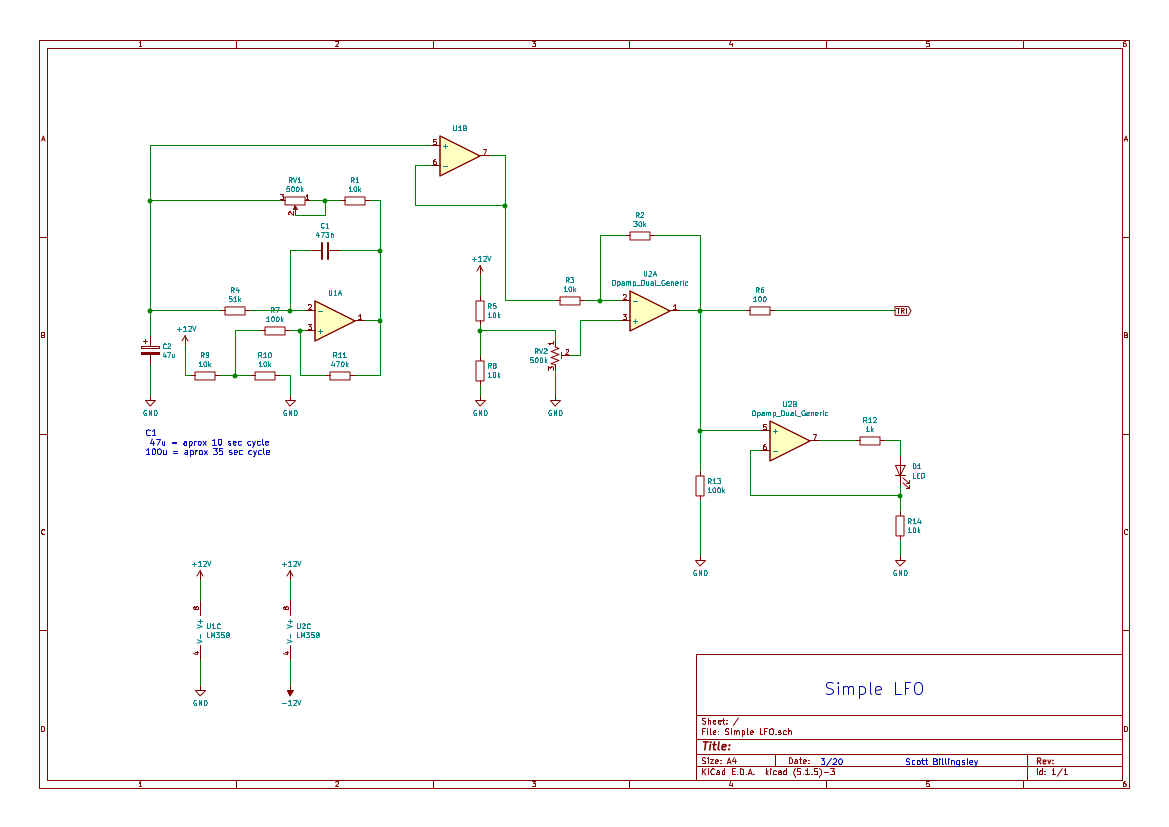 1 2 3 4 5 6
A A
B B
C C
D D
1 2 3 4 5 6
U1B
5
+
6
-
7
RV1
500k
3 1
2
R1
10k
C1
473n
R4
51k
R7
100k
U1A
2
-
3
+
1
+12V
R9
10k
R10
10k
R11
470k
+
C2
47u
GND
GND
C1
47u = aprox 10 sec cycle
100u = aprox 35 sec cycle
+12V
R5
10k
R8
10k
GND
RV2
500k
1
2
3
GND
R3
10k
R2
30k
U2A
Opamp_Dual_Generic
2
-
3
+
1
R6
100
TRI
U2B
Opamp_Dual_Generic
5
+
6
-
7
R12
1k
D1
LED
R13
100k
R14
10k
GND
GND
+12V
8
V+
V-
4
U1C
LM358
GND
+12V
8
V+
V-
4
U2C
LM358
-12V
Simple LFO
Sheet: /
File: Simple LFO.sch
Title:
Size: A4 Date: 3/20 Scott Billingsley Rev:
KiCad E.D.A. kicad (5.1.5)-3 Id: 1/1